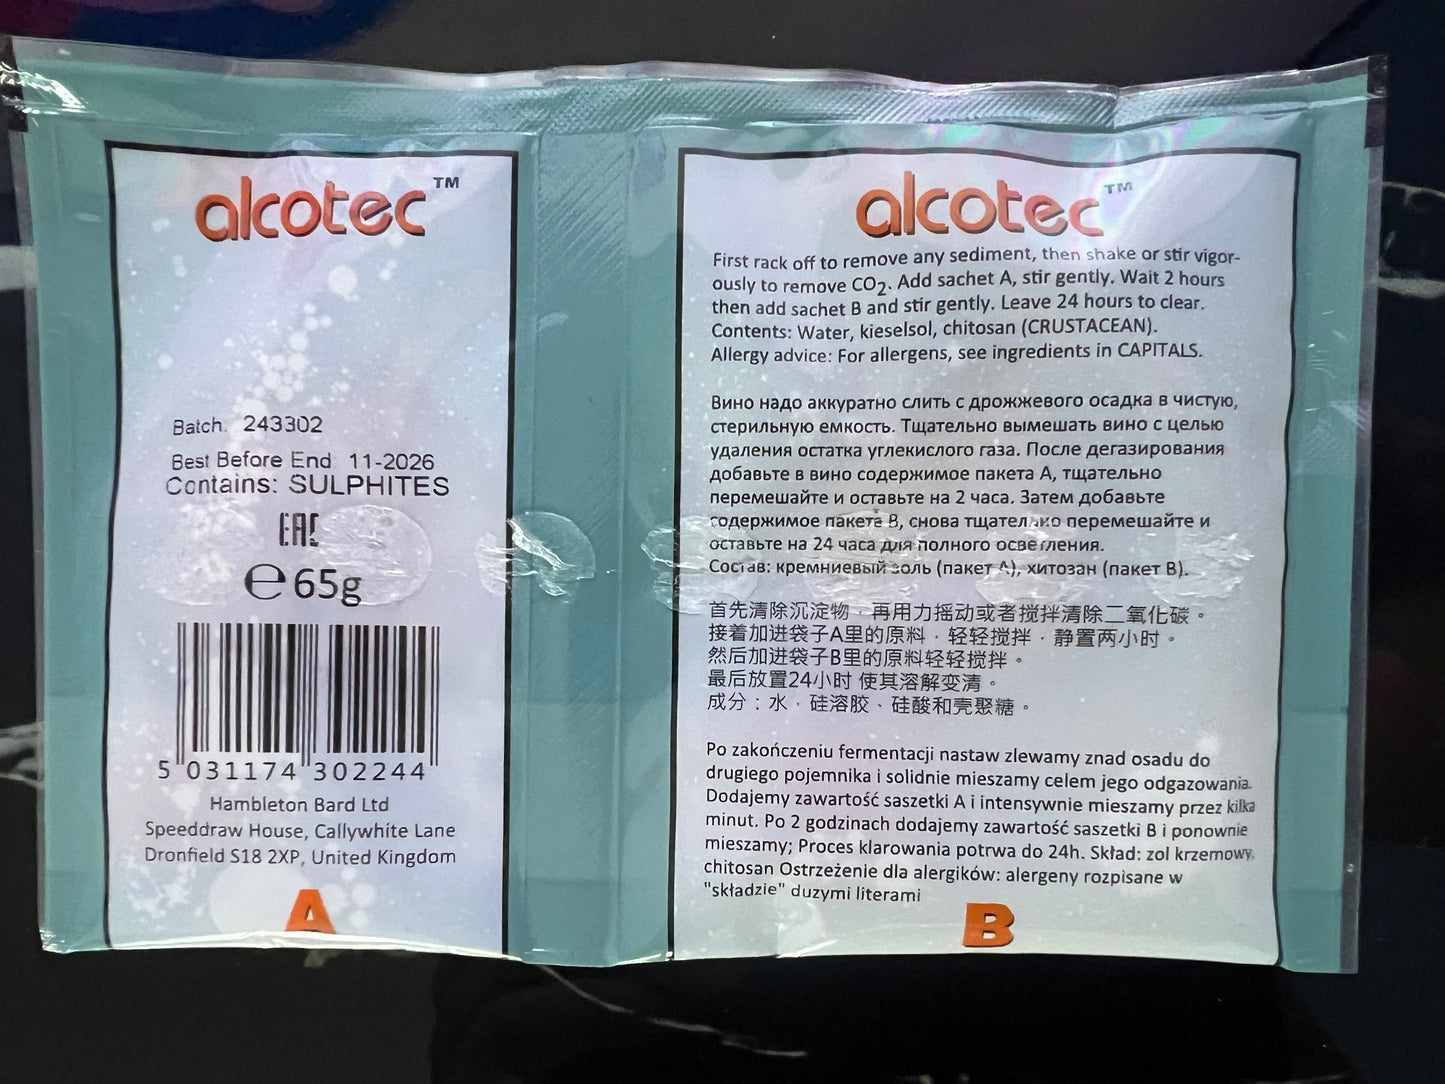 alcotec™
Batch: 243302
Best Before End 11-2026
Contains: SULPHITES
EAC
℮65g
5 031174 302244
Hambleton Bard Ltd
Speeddraw House, Callywhite Lane
Dronfield S18 2XP, United Kingdom
A
alcotec™
First rack off to remove any sediment, then shake or stir vigor-
ously to remove CO₂. Add sachet A, stir gently. Wait 2 hours
then add sachet B and stir gently. Leave 24 hours to clear.
Contents: Water, kieselsol, chitosan (CRUSTACEAN).
Allergy advice: For allergens, see ingredients in CAPITALS.
Вино надо аккуратно слить с дрожжевого осадка в чистую,
стерильную емкость. Тщательно вымешать вино с целью
удаления остатка углекислого газа. После дегазирования
добавьте в вино содержимое пакета А, тщательно
перемешайте и оставьте на 2 часа. Затем добавьте
содержимое пакета В, снова тщательно перемешайте и
оставьте на 24 часа для полного осветления.
Состав: кремниевый золь (пакет А), хитозан (пакет В).
首先清除沉淀物，再用力摇动或者搅拌清除二氧化碳。
接着加进袋子A里的原料，轻轻搅拌，静置两小时。
然后加进袋子B里的原料轻轻搅拌。
最后放置24小时 使其溶解变清。
成分：水，硅溶胶、硅酸和壳聚糖。
Po zakończeniu fermentacji nastaw zlewamy znad osadu do
drugiego pojemnika i solidnie mieszamy celem jego odgazowania.
Dodajemy zawartość saszetki A i intensywnie mieszamy przez kilka
minut. Po 2 godzinach dodajemy zawartość saszetki B i ponownie
mieszamy; Proces klarowania potrwa do 24h. Skład: zol krzemowy,
chitosan Ostrzeżenie dla alergików: alergeny rozpisane w
"składzie" duzymi literami
B